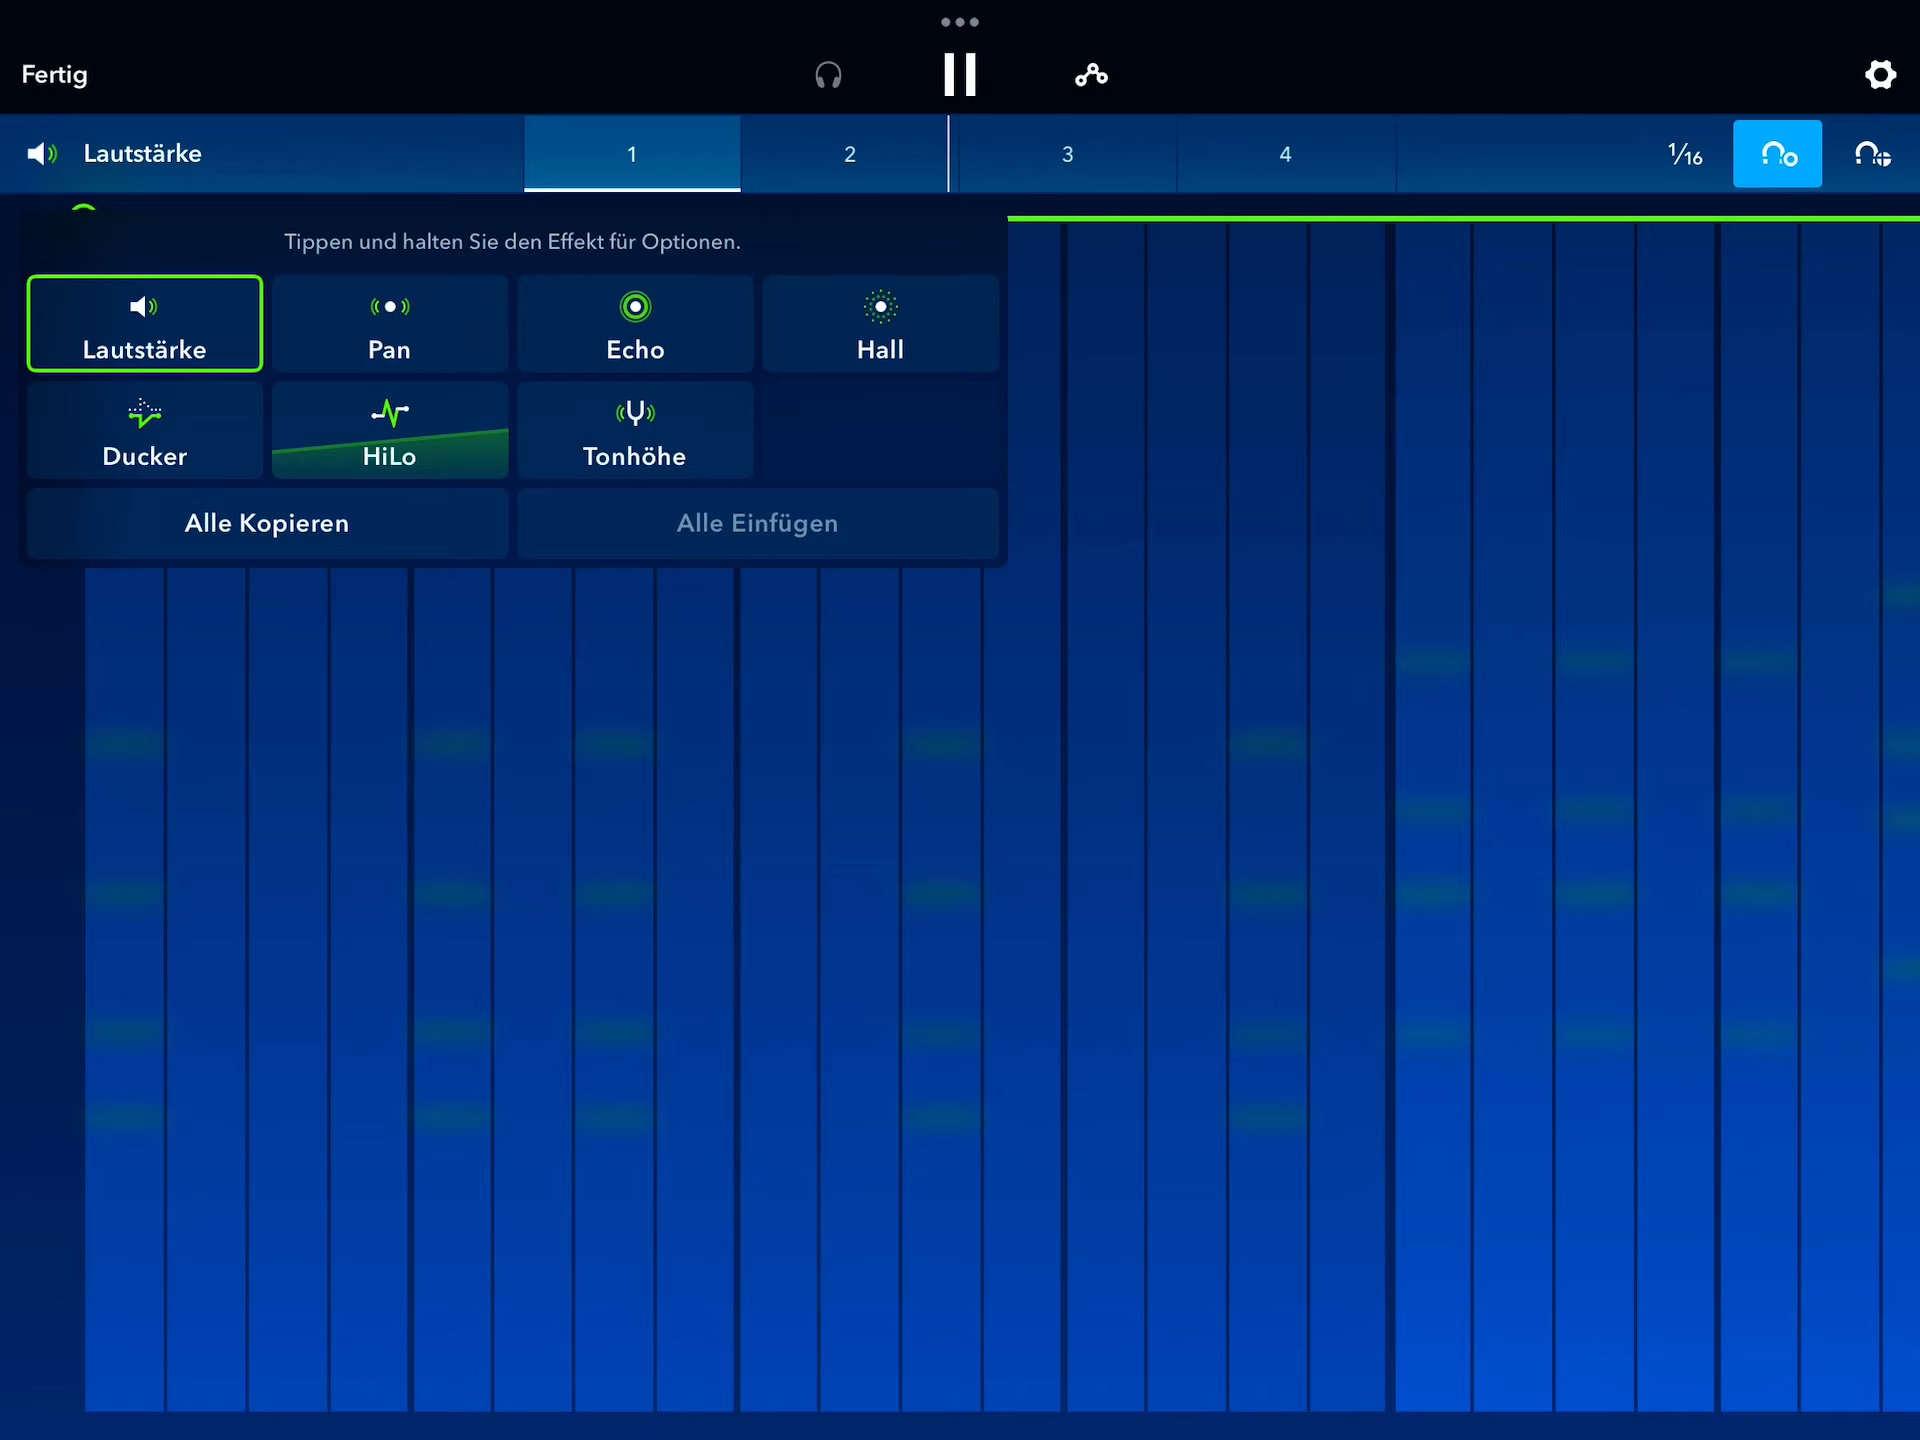 Fertig
Lautstärke
1
2
3
4
1/16
Tippen und halten Sie den Effekt für Optionen.
Lautstärke
Pan
Echo
Hall
Ducker
HiLo
Tonhöhe
Alle Kopieren
Alle Einfügen